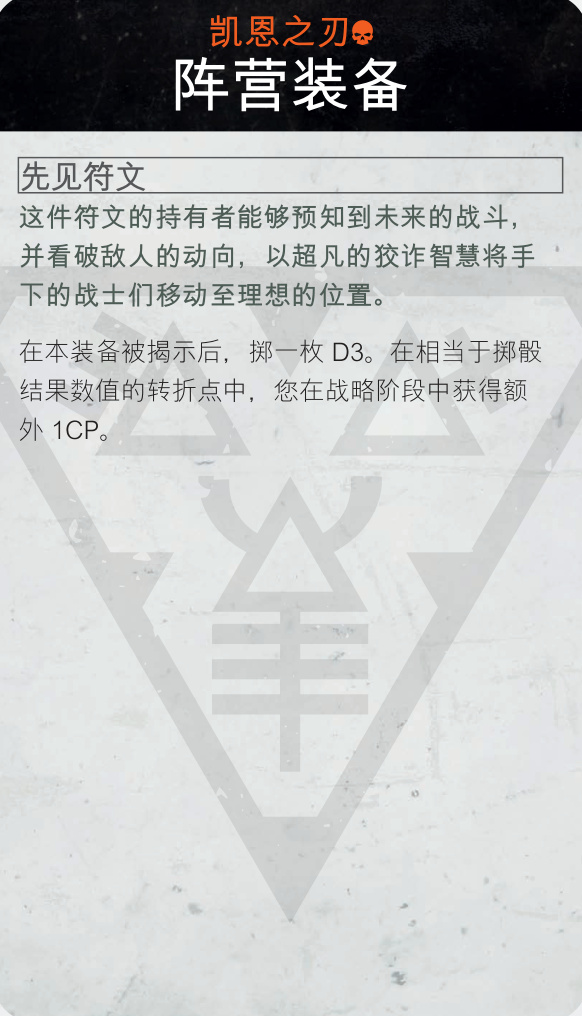 凯恩之刃
阵营装备
先见符文
这件符文的持有者能够预知到未来的战斗，
并看破敌人的动向，以超凡的狡诈智慧将手
下的战士们移动至理想的位置。
在本装备被揭示后，掷一枚 D3。在相当于掷骰
结果数值的转折点中，您在战略阶段中获得额
外 1CP。